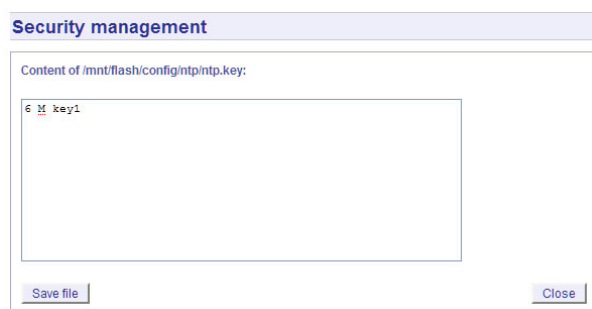 Security management
Content of /mnt/flash/config/ntp/ntp.key:
6 M key1
Save file
Close